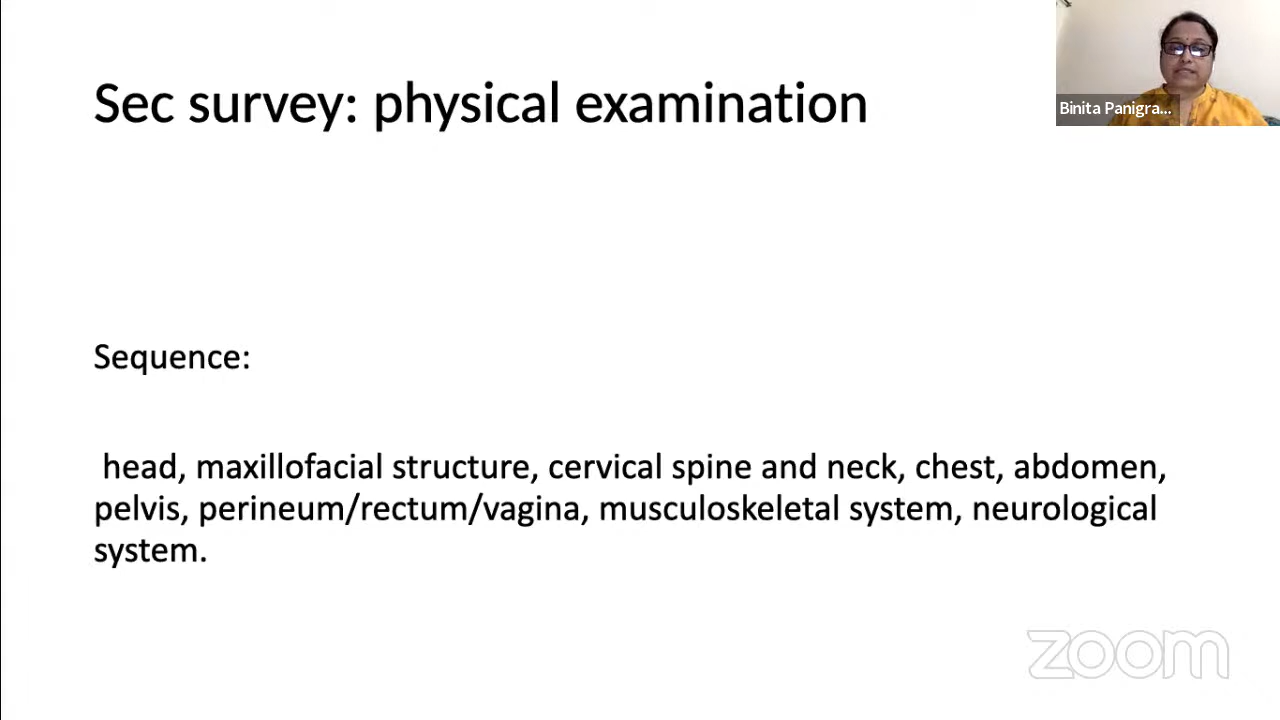 Sec survey: physical examination
Binita Panigra...
Sequence:
head, maxillofacial structure, cervical spine and neck, chest, abdomen,
pelvis, perineum/rectum/vagina, musculoskeletal system, neurological
system.
zoom